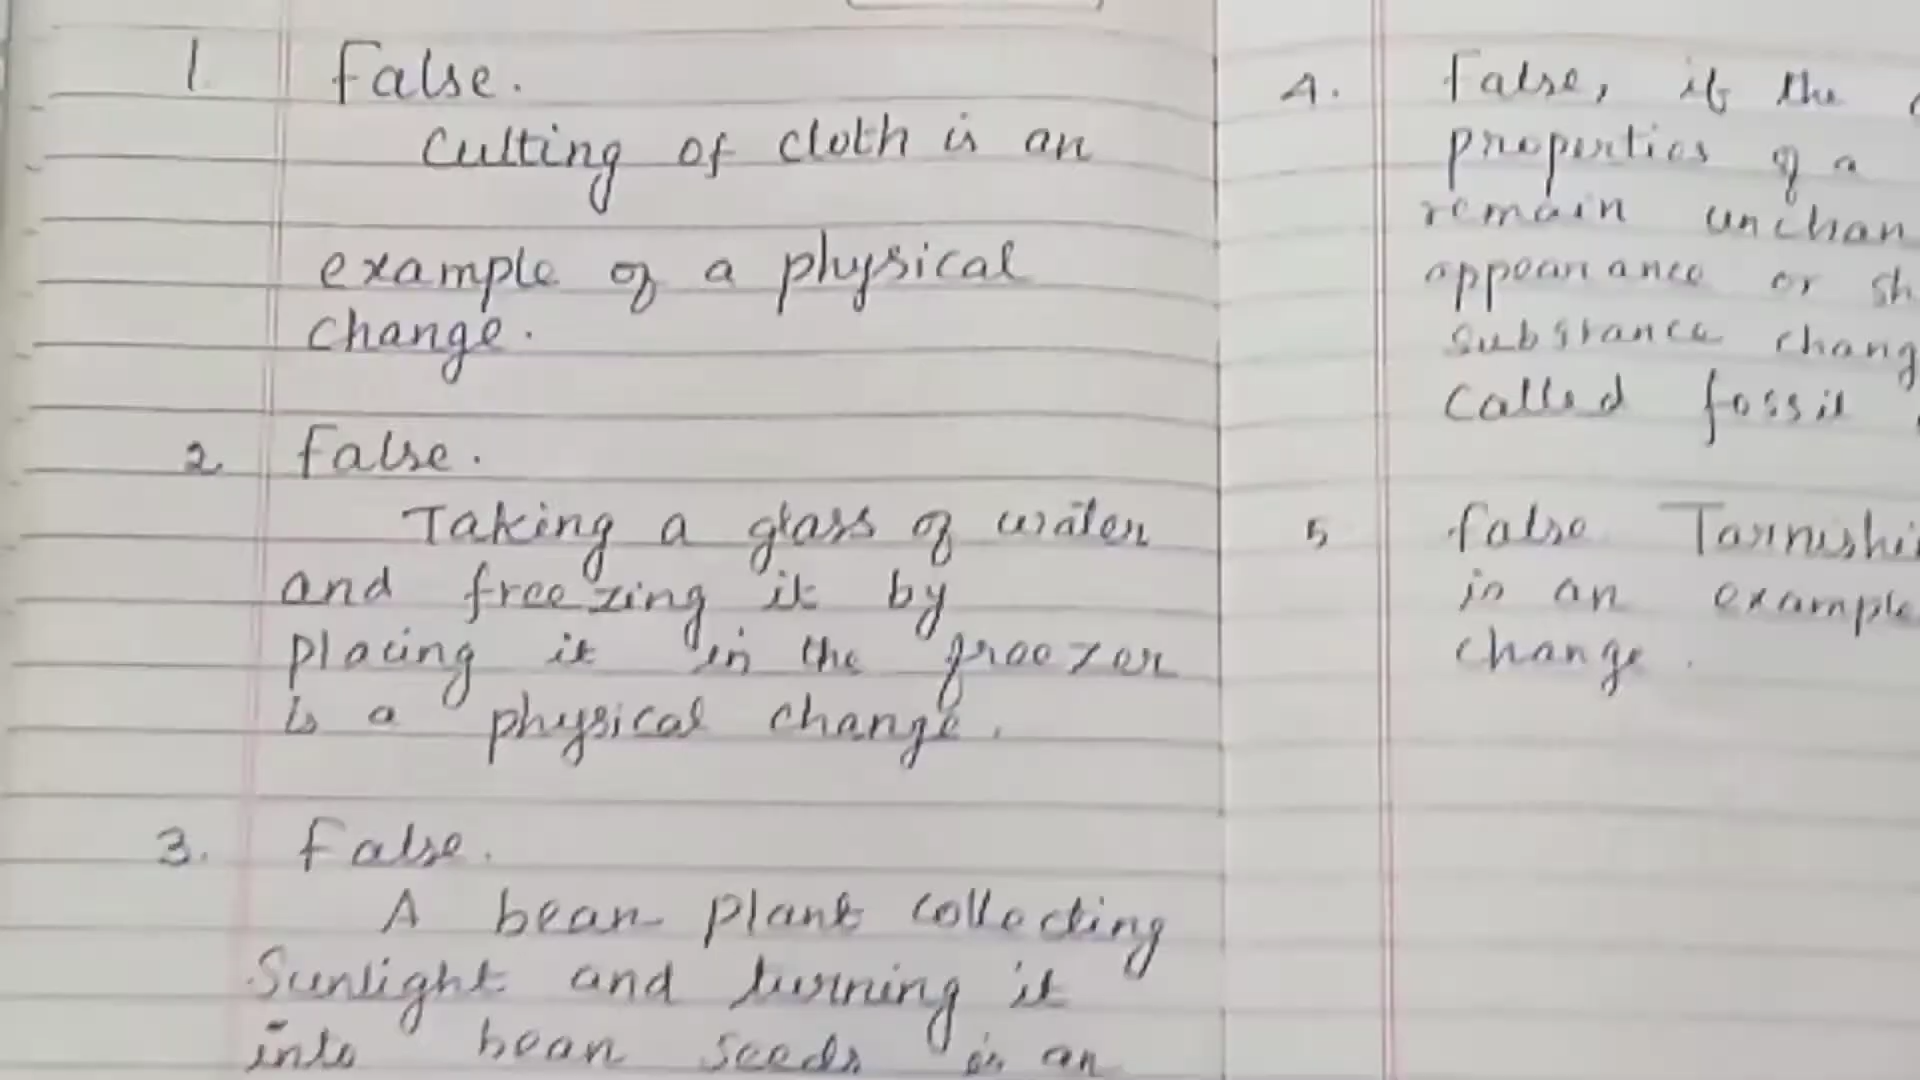 1. False.
Cutting of cloth is an
example of a physical
change.
2. False.
Taking a glass of water
and freezing it by
placing it in the freezer
is a physical change.
3. False.
A bean plant collecting
Sunlight and turning it
into bean seeds is an
4. False, if the
properties of a
remain unchan
appearance or sh
substance chang
called fossil
5 false Tarnishi
is an example
change.